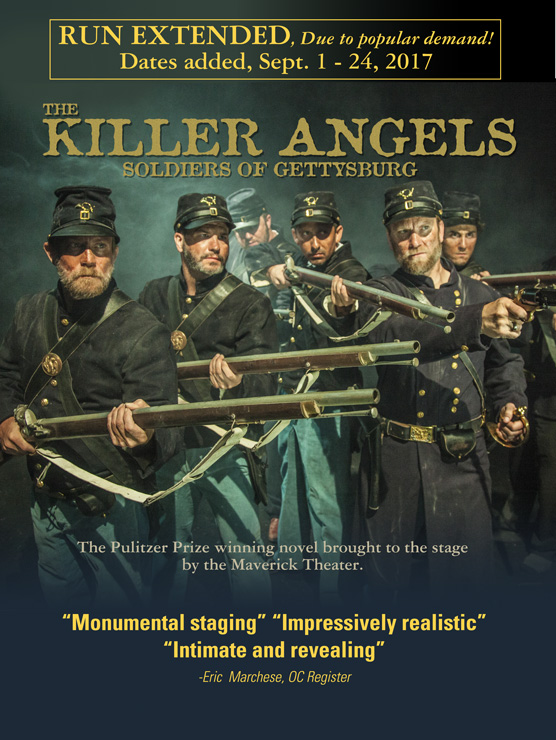 RUN EXTENDED, Due to popular demand!
Dates added, Sept. 1 - 24, 2017
THE
KILLER ANGELS
SOLDIERS OF GETTYSBURG
The Pulitzer Prize winning novel brought to the stage
by the Maverick Theater.
“Monumental staging” “Impressively realistic”
“Intimate and revealing”
-Eric Marchese, OC Register